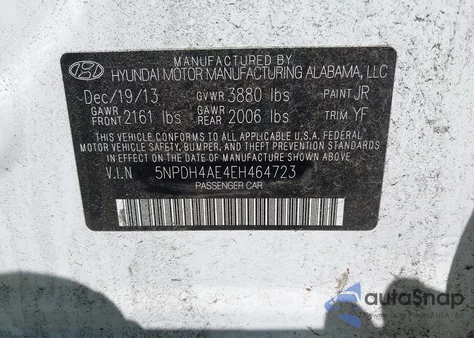 MANUFACTURED BY
HYUNDAI MOTOR MANUFACTURING ALABAMA, LLC
Dec/19/13 GVWR 3880 lbs PAINT JR
GAWR FRONT 2161 lbs GAWR REAR 2006 lbs TRIM YF
THIS VEHICLE CONFORMS TO ALL APPLICABLE U.S.A. FEDERAL
MOTOR VEHICLE SAFETY, BUMPER, AND THEFT PREVENTION STANDARDS
IN EFFECT ON THE DATE OF MANUFACTURE SHOWN ABOVE.
V.I.N 5NPDH4AE4EH464723
PASSENGER CAR
autoSnap